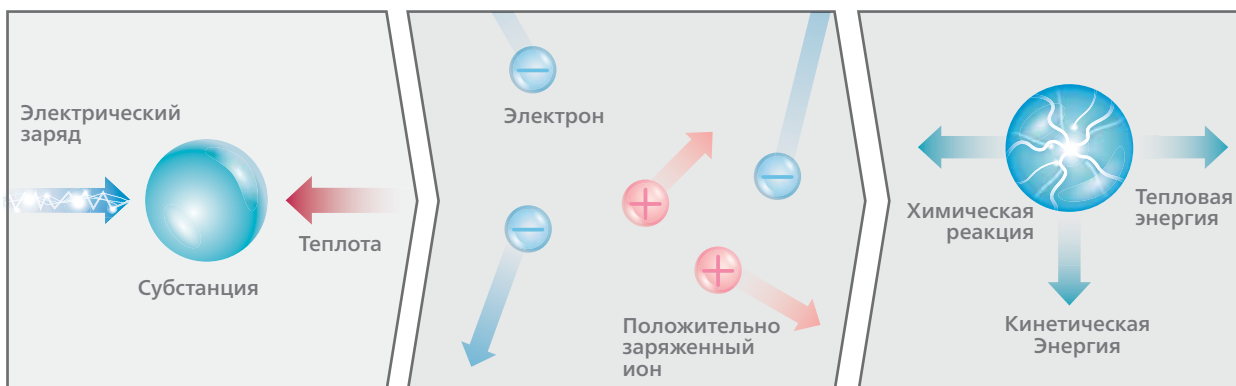 Электрический
заряд
Теплота
Субстанция
Электрон
Положительно
заряженный
ион
Химическая
реакция
Тепловая
энергия
Кинетическая
Энергия